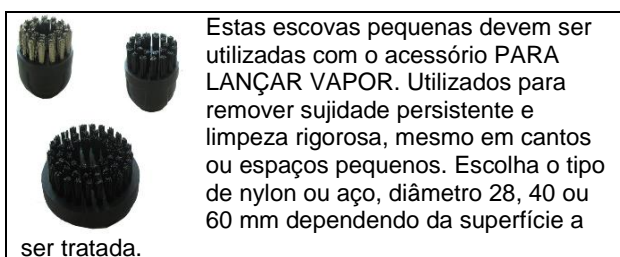 Estas escovas pequenas devem ser
utilizadas com o acessório PARA
LANÇAR VAPOR. Utilizados para
remover sujidade persistente e
limpeza rigorosa, mesmo em cantos
ou espaços pequenos. Escolha o tipo
de nylon ou aço, diâmetro 28, 40 ou
60 mm dependendo da superfície a
ser tratada.